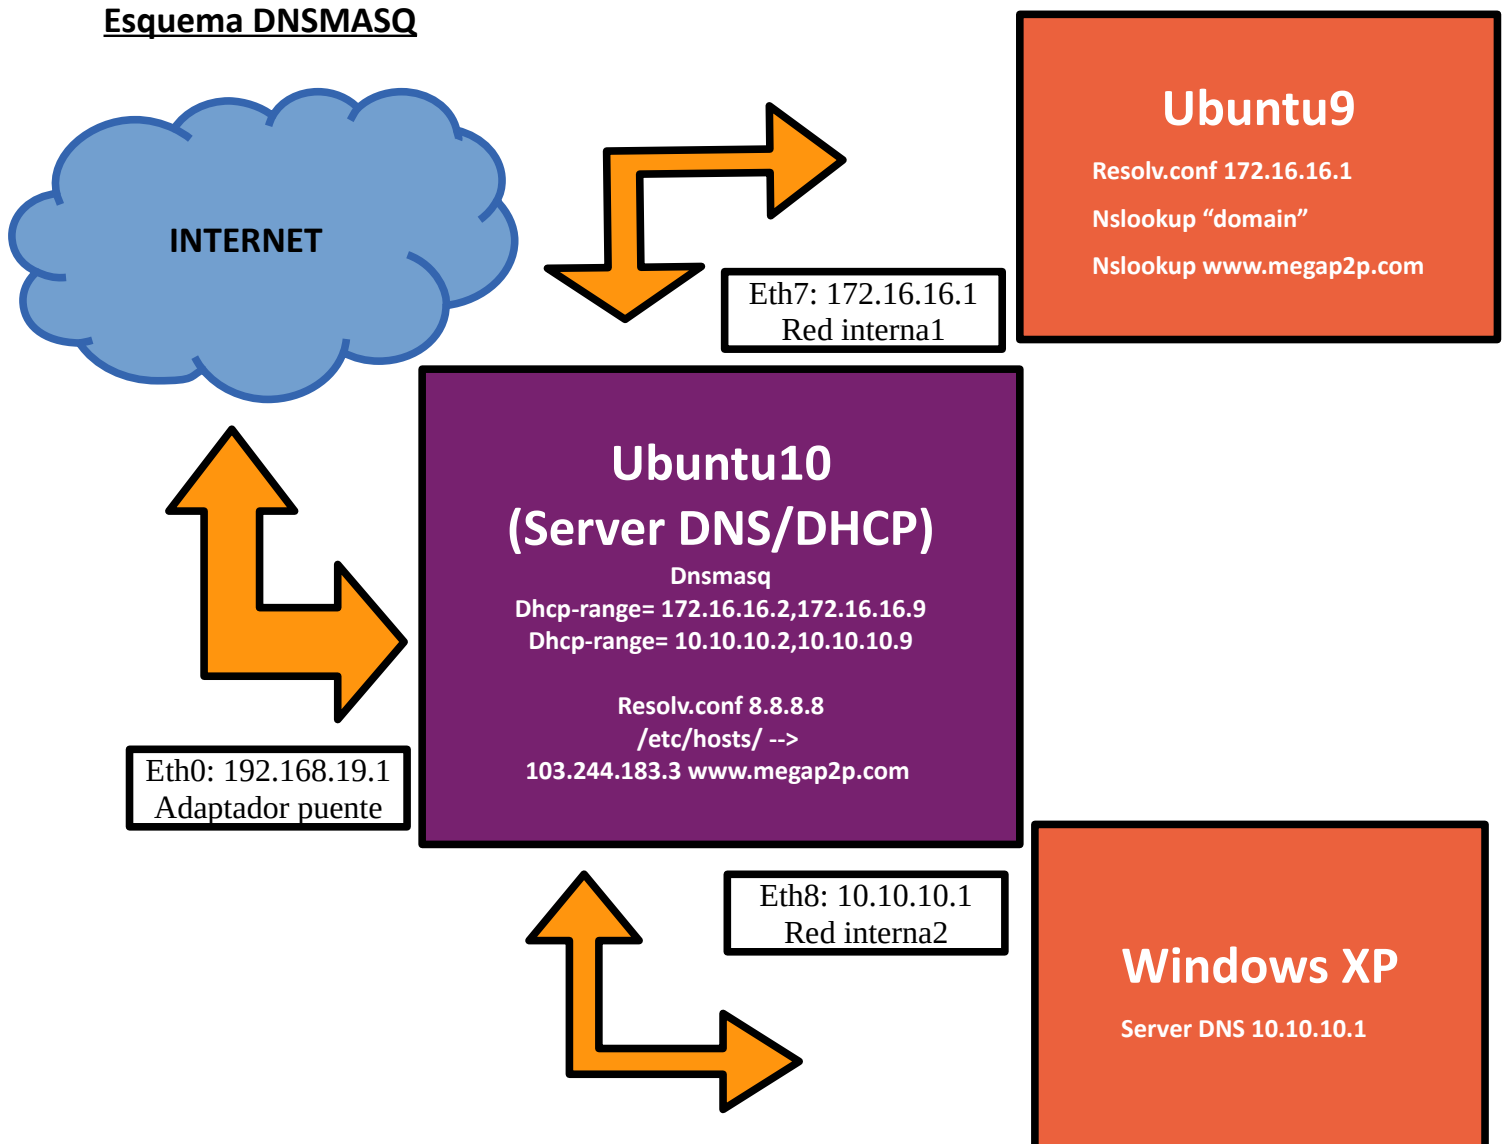 Esquema DNSMASQ
INTERNET
Ubuntu9
Resolv.conf 172.16.16.1
Nslookup “domain”
Nslookup www.megap2p.com
Eth7: 172.16.16.1
Red interna1
Ubuntu10
(Server DNS/DHCP)
Dnsmasq
Dhcp-range= 172.16.16.2,172.16.16.9
Dhcp-range= 10.10.10.2,10.10.10.9
Resolv.conf 8.8.8.8
/etc/hosts/ -->
103.244.183.3 www.megap2p.com
Eth0: 192.168.19.1
Adaptador puente
Eth8: 10.10.10.1
Red interna2
Windows XP
Server DNS 10.10.10.1